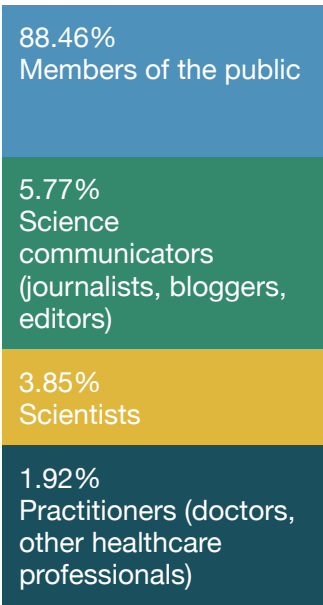 88.46%
Members of the public
5.77%
Science
communicators
(journalists, bloggers,
editors)
3.85%
Scientists
1.92%
Practitioners (doctors,
other healthcare
professionals)